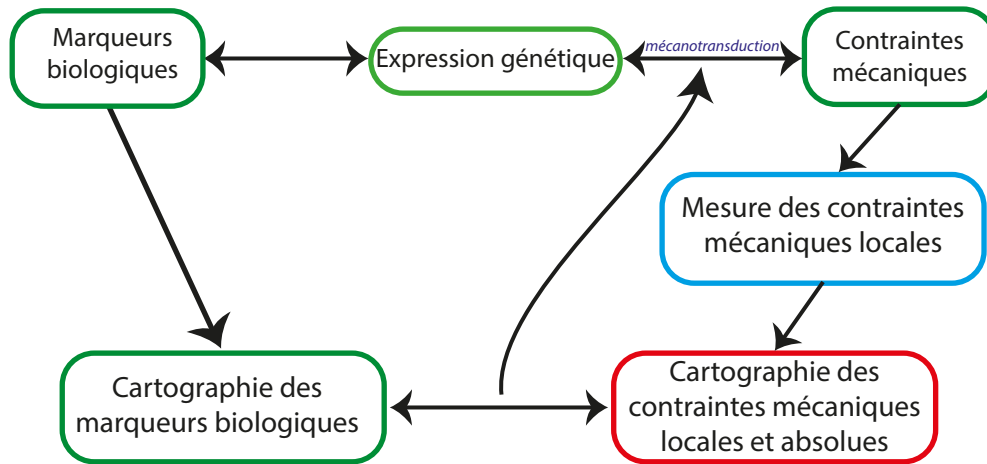 Marqueurs
biologiques
Expression génétique
mécanotransduction
Contraintes
mécaniques
Mesure des contraintes
mécaniques locales
Cartographie des
marqueurs biologiques
Cartographie des
contraintes mécaniques
locales et absolues